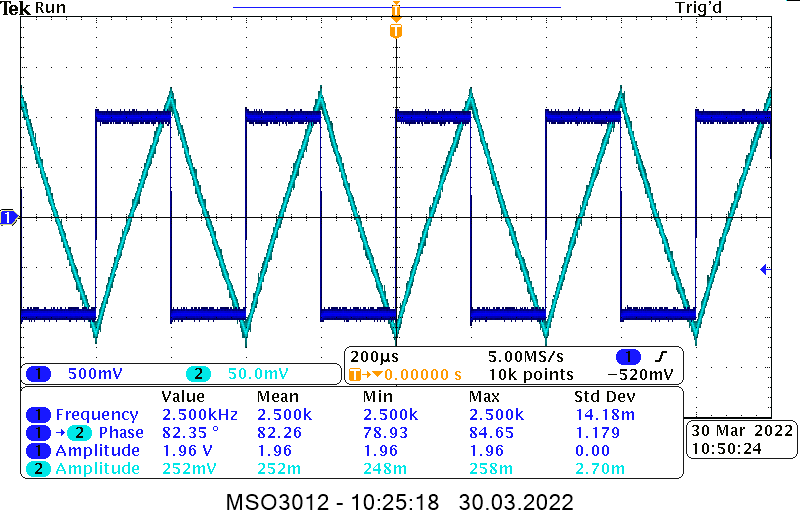 Tek Run Trig'd
T
T
T
200µs 5.00MS/s 1
1 500mV 2 50.0mV T→▼0.00000 s 10k points −520mV
Value Mean Min Max Std Dev
1 Frequency 2.500kHz 2.500k 2.500k 2.500k 14.18m
1 → 2 Phase 82.35 ° 82.26 78.93 84.65 1.179
1 Amplitude 1.96 V 1.96 1.96 1.96 0.00
2 Amplitude 252mV 252m 248m 258m 2.70m
30 Mar 2022
10:50:24
MSO3012 - 10:25:18 30.03.2022